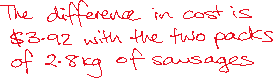 The difference in cost is
$3.92 with the two packs
of 2.8kg of sausages